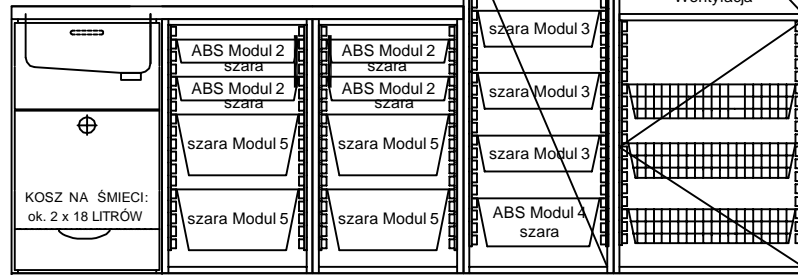 Wentylacja
szara Modul 3
ABS Modul 2
szara
ABS Modul 2
szara
ABS Modul 2
szara
ABS Modul 2
szara
szara Modul 3
szara Modul 5
szara Modul 5
szara Modul 3
KOSZ NA ŚMIECI:
ok. 2 x 18 LITRÓW
szara Modul 5
szara Modul 5
ABS Modul 4
szara